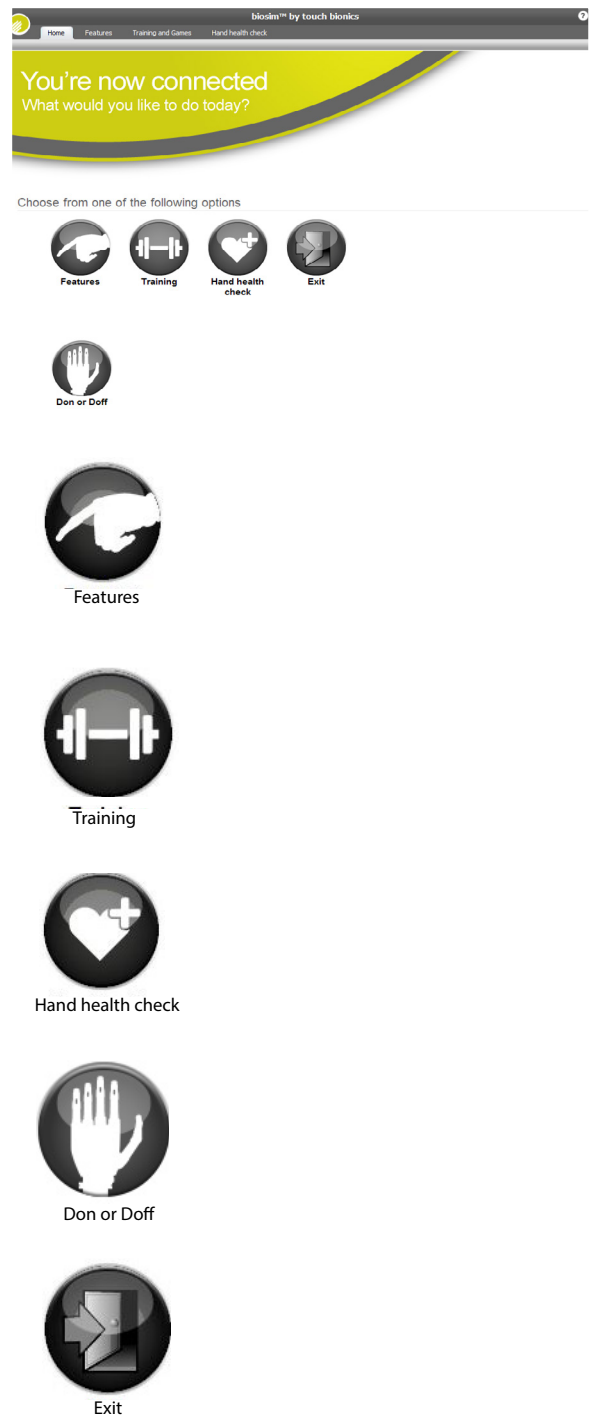 biosim™ by touch bionics
?
Home Features Training and Games Hand health check
You're now connected
What would you like to do today?
Choose from one of the following options
Features Training Hand health Exit
check
Don or Doff
Features
Training
Hand health check
Don or Doff
Exit